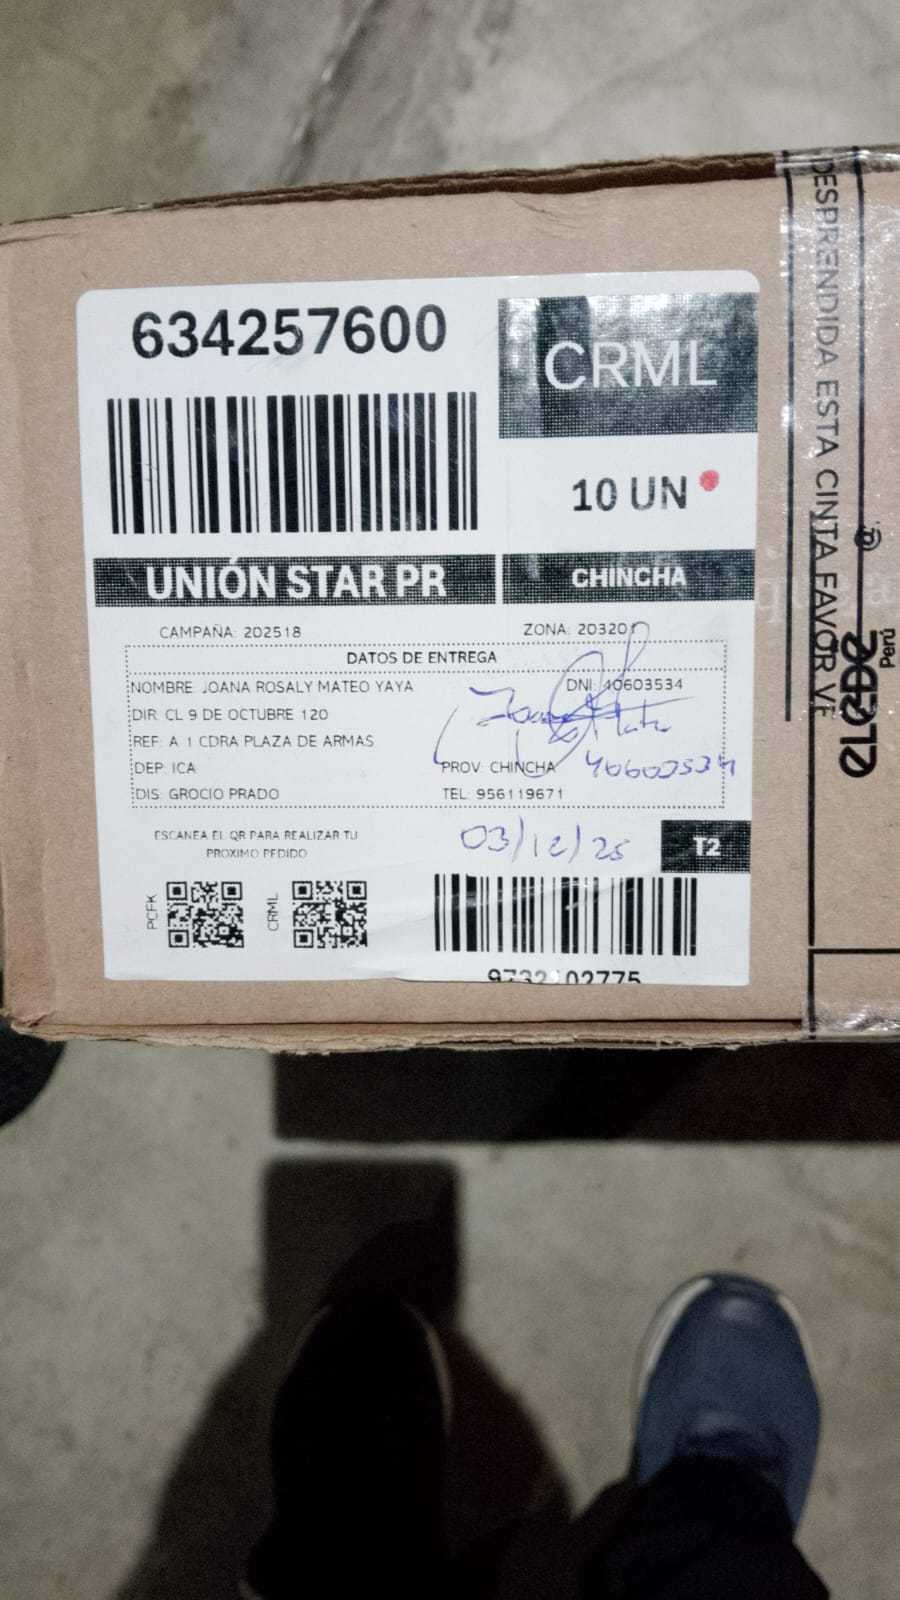 634257600
CRML
10 UN
UNIÓN STAR PR
CHINCHA
CAMPAÑA: 202518
ZONA: 20320
DATOS DE ENTREGA
NOMBRE: JOANA ROSALY MATEO YAYA
DNI: 40603534
DIR: CL 9 DE OCTUBRE 120
REF: A 1 CDRA PLAZA DE ARMAS
DEP: ICA
PROV: CHINCHA
40603534
DIS: GROCIO PRADO
TEL: 956119671
ESCANEA EL QR PARA REALIZAR TU
PROXIMO PEDIDO
03/12/25
T2
PCFK
CRML
DESPRENDIDA ESTA CINTA FAVOR VE
Perú